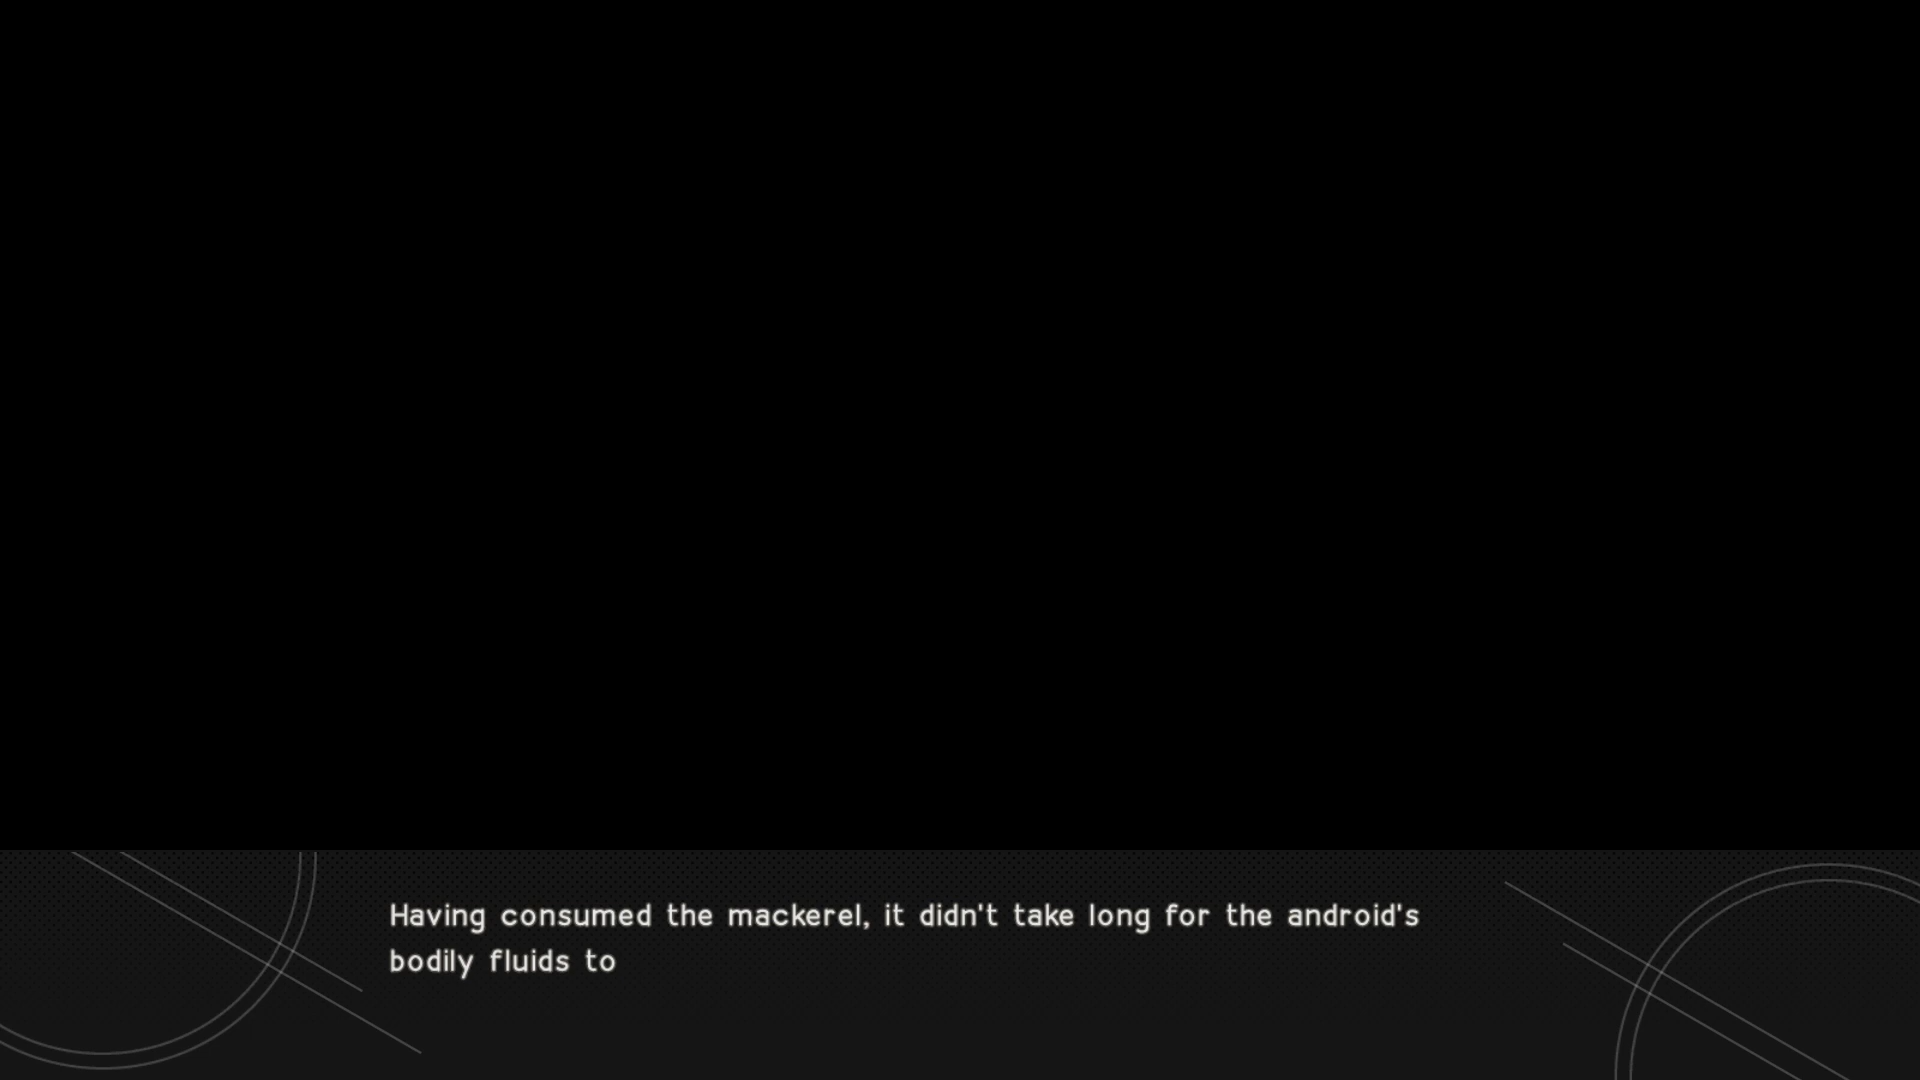 Having consumed the mackerel, it didn't take long for the android's
bodily fluids to